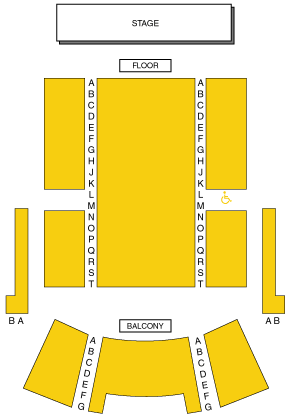 STAGE
FLOOR
A A
B B
C C
D D
E E
F F
G G
H H
J J
K K
L L
M M
N N
O O
P P
Q Q
R R
S S
T T
B A A B
BALCONY
A A
B B
C C
D D
E E
F F
G G